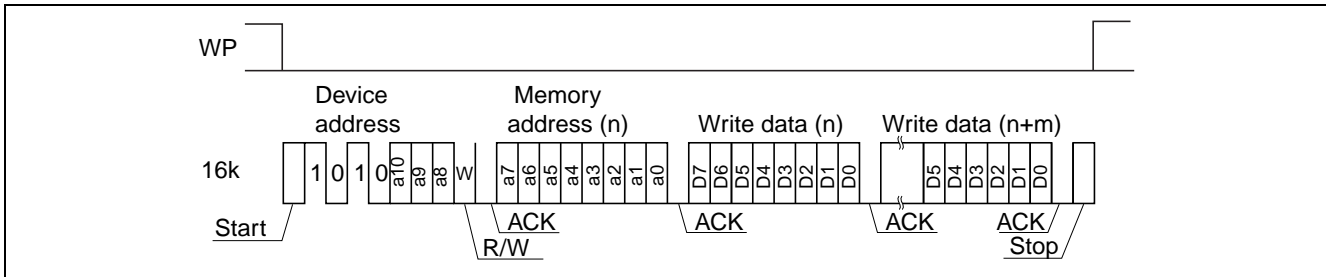 WP
Device address
Memory address (n)
Write data (n)
Write data (n+m)
16k
1 0 1 0 a10 a9 a8 W a7 a6 a5 a4 a3 a2 a1 a0 D7 D6 D5 D4 D3 D2 D1 D0 D5 D4 D3 D2 D1 D0
Start
ACK
ACK
ACK
ACK
R/W
Stop